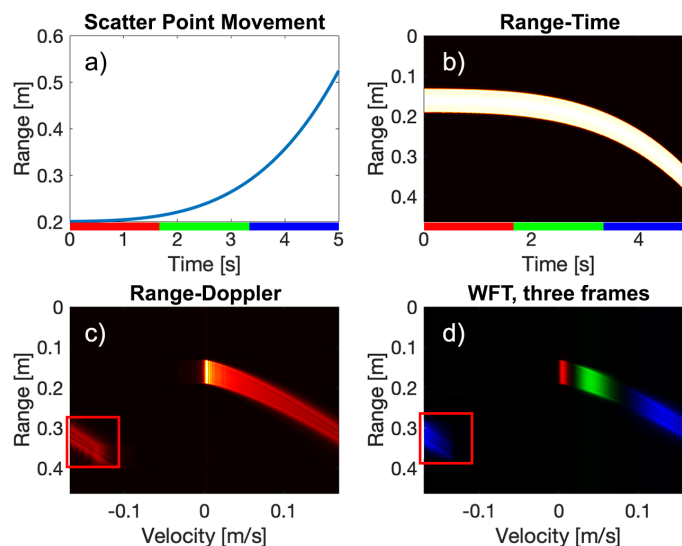 Scatter Point Movement
a)
0.6
0.5
0.4
0.3
0.2
Range [m]
0 1 2 3 4 5
Time [s]
Range-Time
b)
0
0.1
0.2
0.3
0.4
Range [m]
0 2 4
Time [s]
Range-Doppler
c)
0
0.1
0.2
0.3
0.4
Range [m]
-0.1 0 0.1
Velocity [m/s]
WFT, three frames
d)
0
0.1
0.2
0.3
0.4
Range [m]
-0.1 0 0.1
Velocity [m/s]